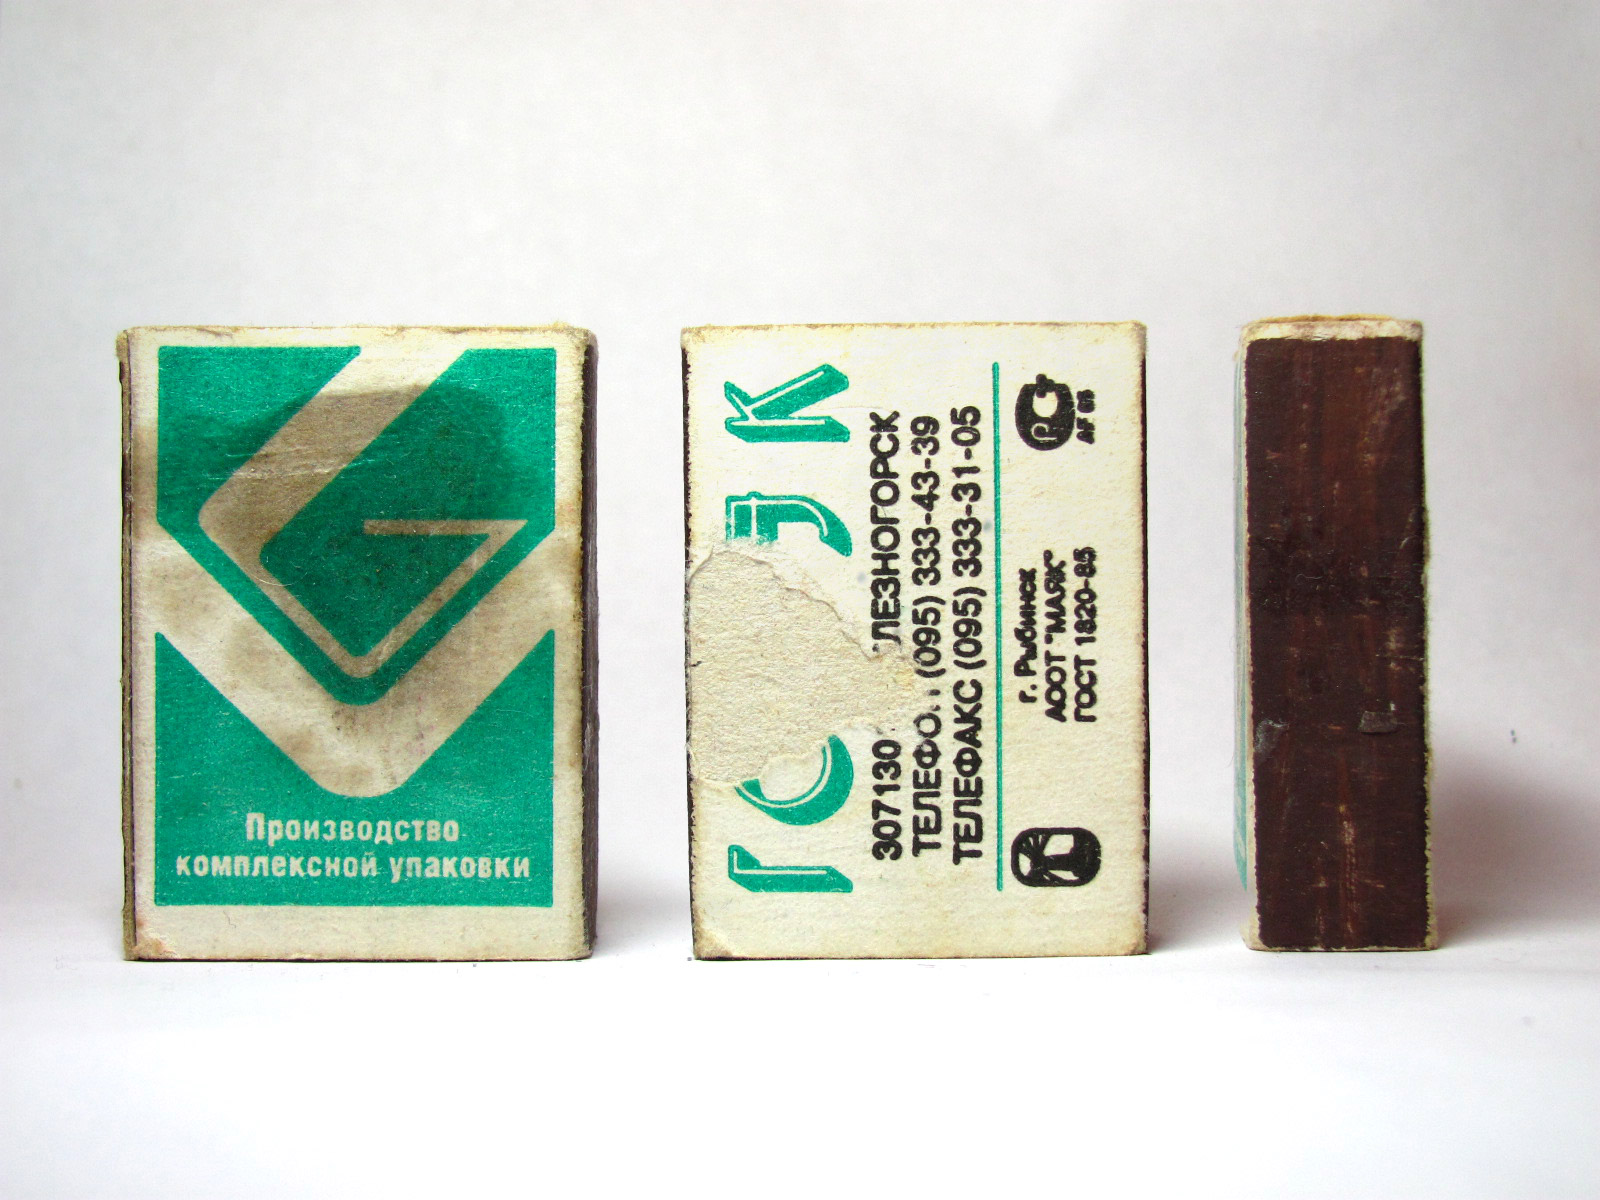 Производство
комплексной упаковки
307130
ЛЕЗНОГОРСК
ТЕЛЕФО (095) 333-43-39
ТЕЛЕФАКС (095) 333-31-05
г. Рыбинск
АООТ "МАЯК"
ГОСТ 1820-85